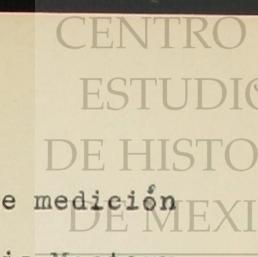 CENTRO
ESTUDIO
DE HISTO
e medición
DE MEXI